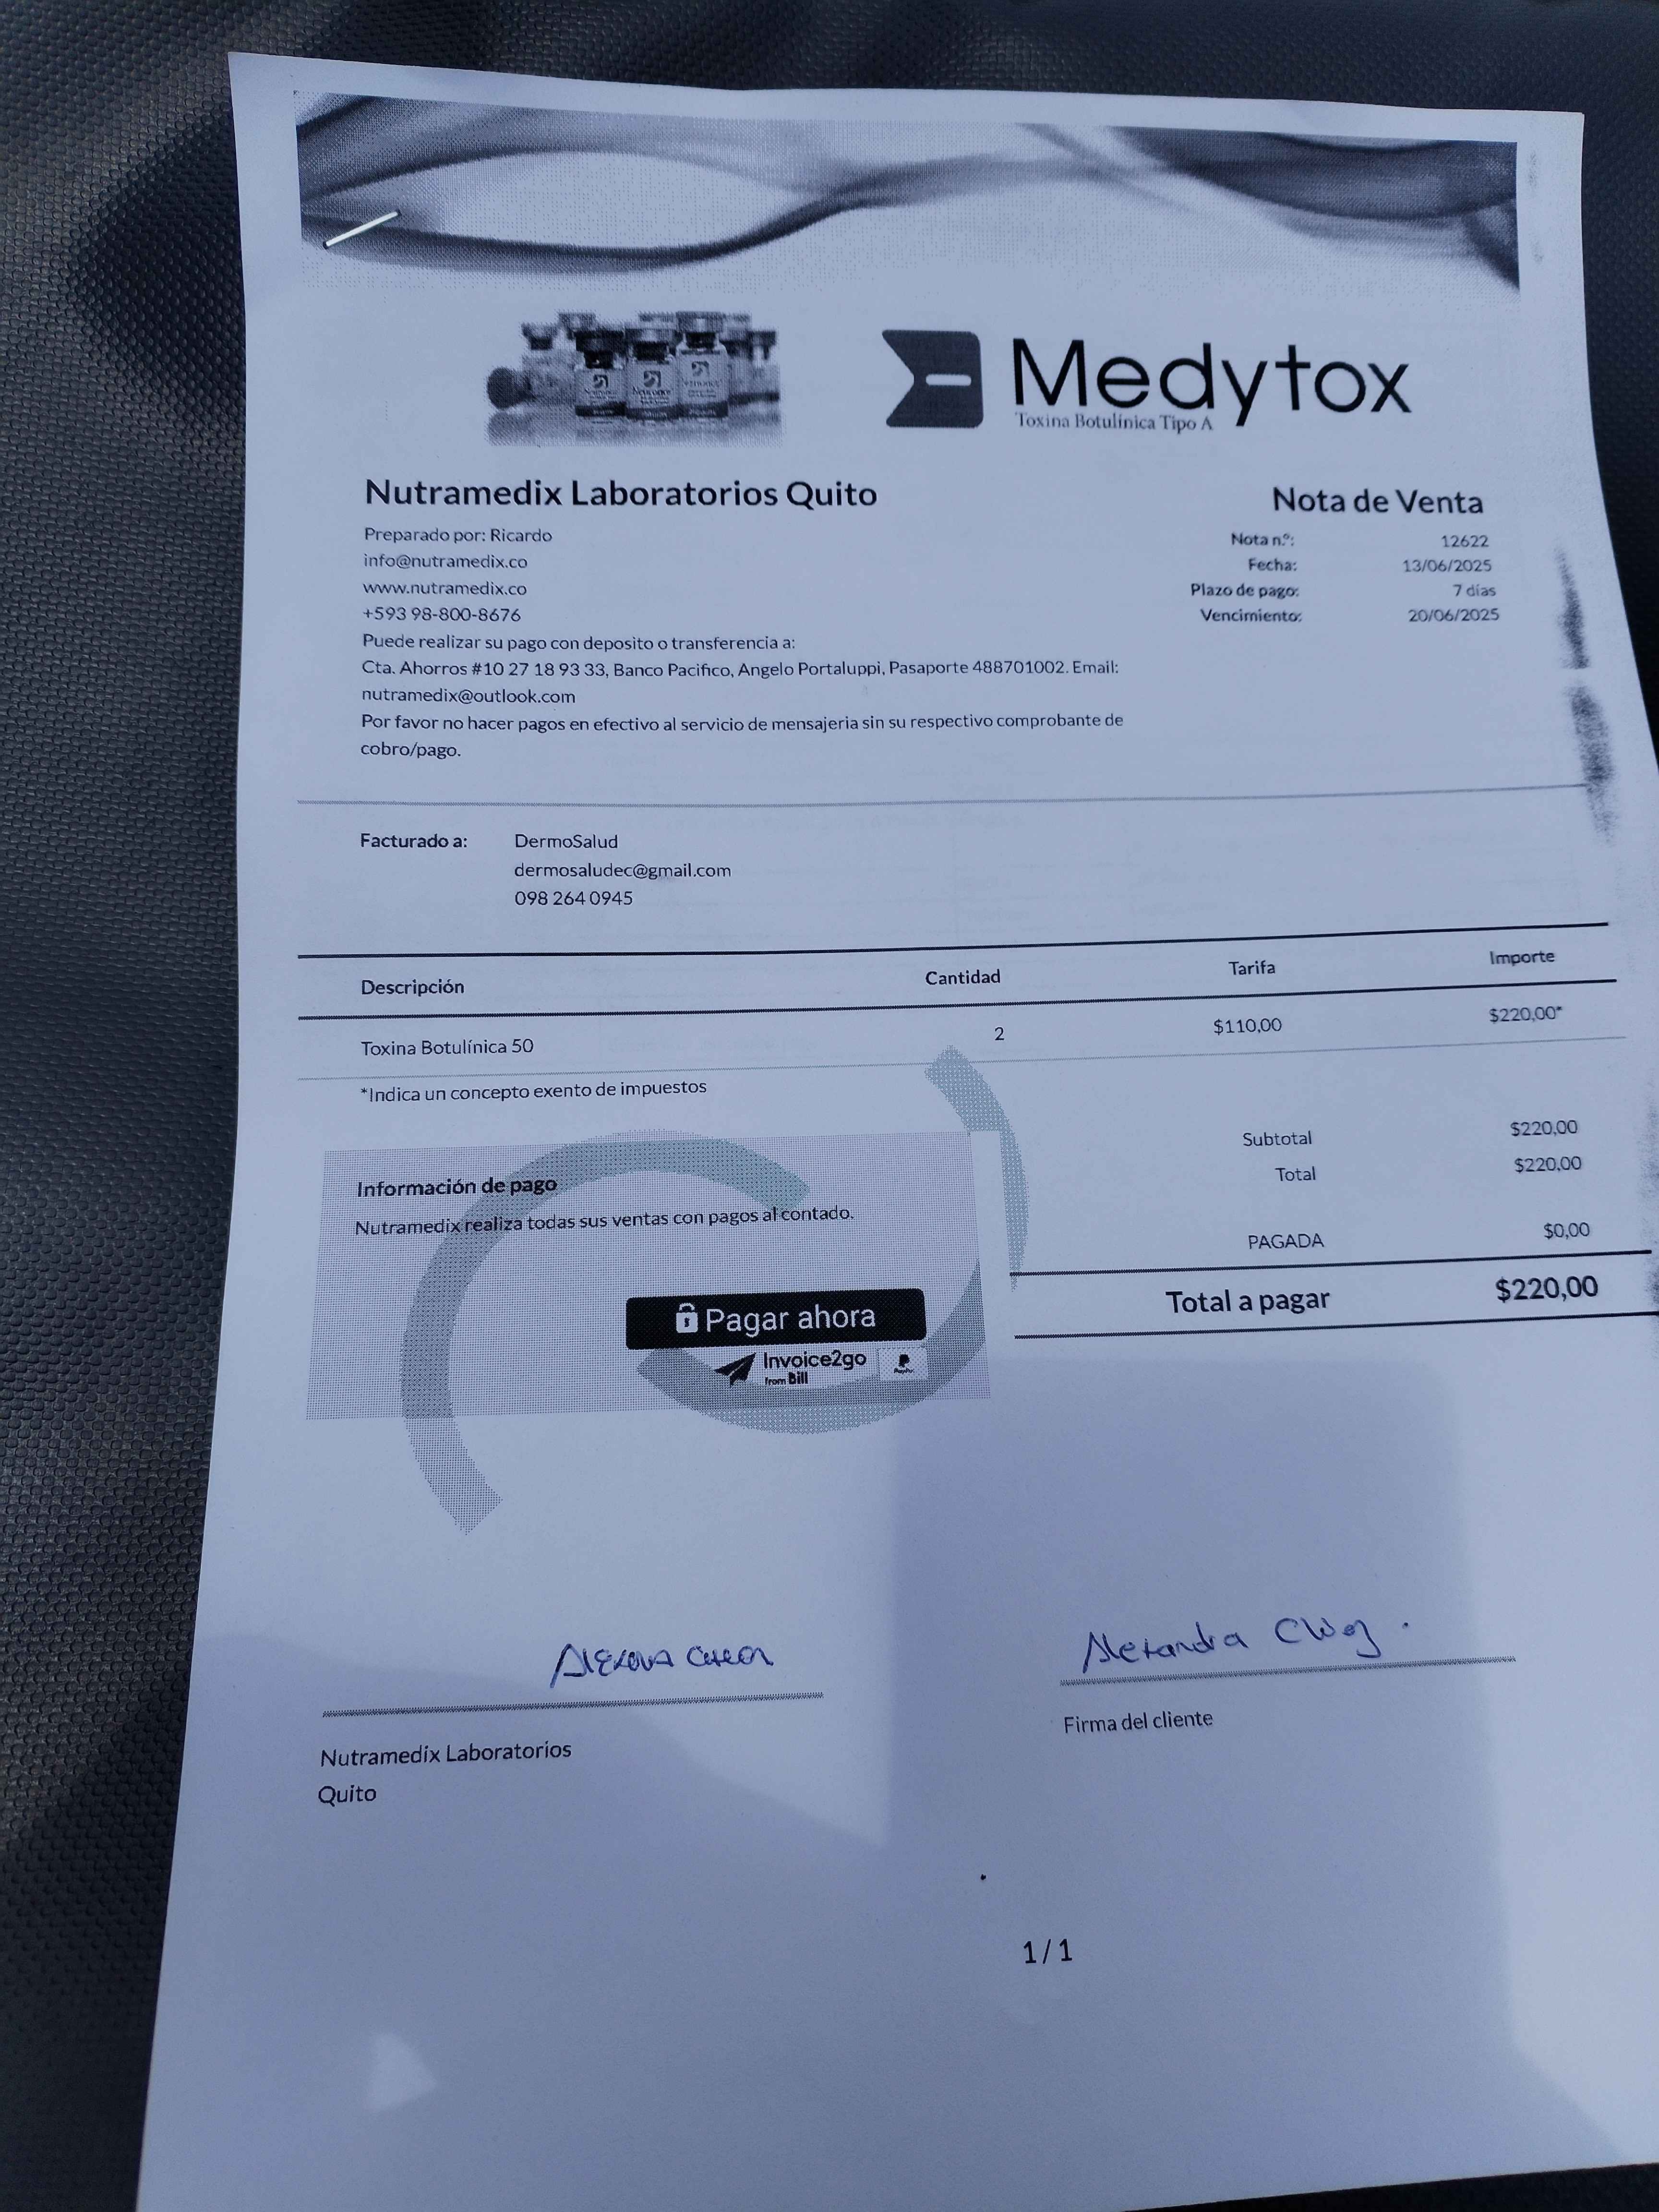 Medytox
Toxina Botulínica Tipo A
Nutramedix Laboratorios Quito
Preparado por: Ricardo
info@nutramedix.co
www.nutramedix.co
+593 98-800-8676
Puede realizar su pago con deposito o transferencia a:
Cta. Ahorros #10 27 18 93 33, Banco Pacifico, Angelo Portaluppi, Pasaporte 488701002. Email:
nutramedix@outlook.com
Por favor no hacer pagos en efectivo al servicio de mensajeria sin su respectivo comprobante de
cobro/pago.
Nota de Venta
Nota n.º: 12622
Fecha: 13/06/2025
Plazo de pago: 7 días
Vencimiento: 20/06/2025
Facturado a: DermoSalud
dermosaludec@gmail.com
098 264 0945
Descripción Cantidad Tarifa Importe
Toxina Botulínica 50 2 $110,00 $220,00*
*Indica un concepto exento de impuestos
Subtotal $220,00
Total $220,00
PAGADA $0,00
Total a pagar $220,00
Información de pago
Nutramedix realiza todas sus ventas con pagos al contado.
Pagar ahora
Invoice2go
from Bill
Nutramedix Laboratorios
Quito
Alexandra
Firma del cliente
1/1